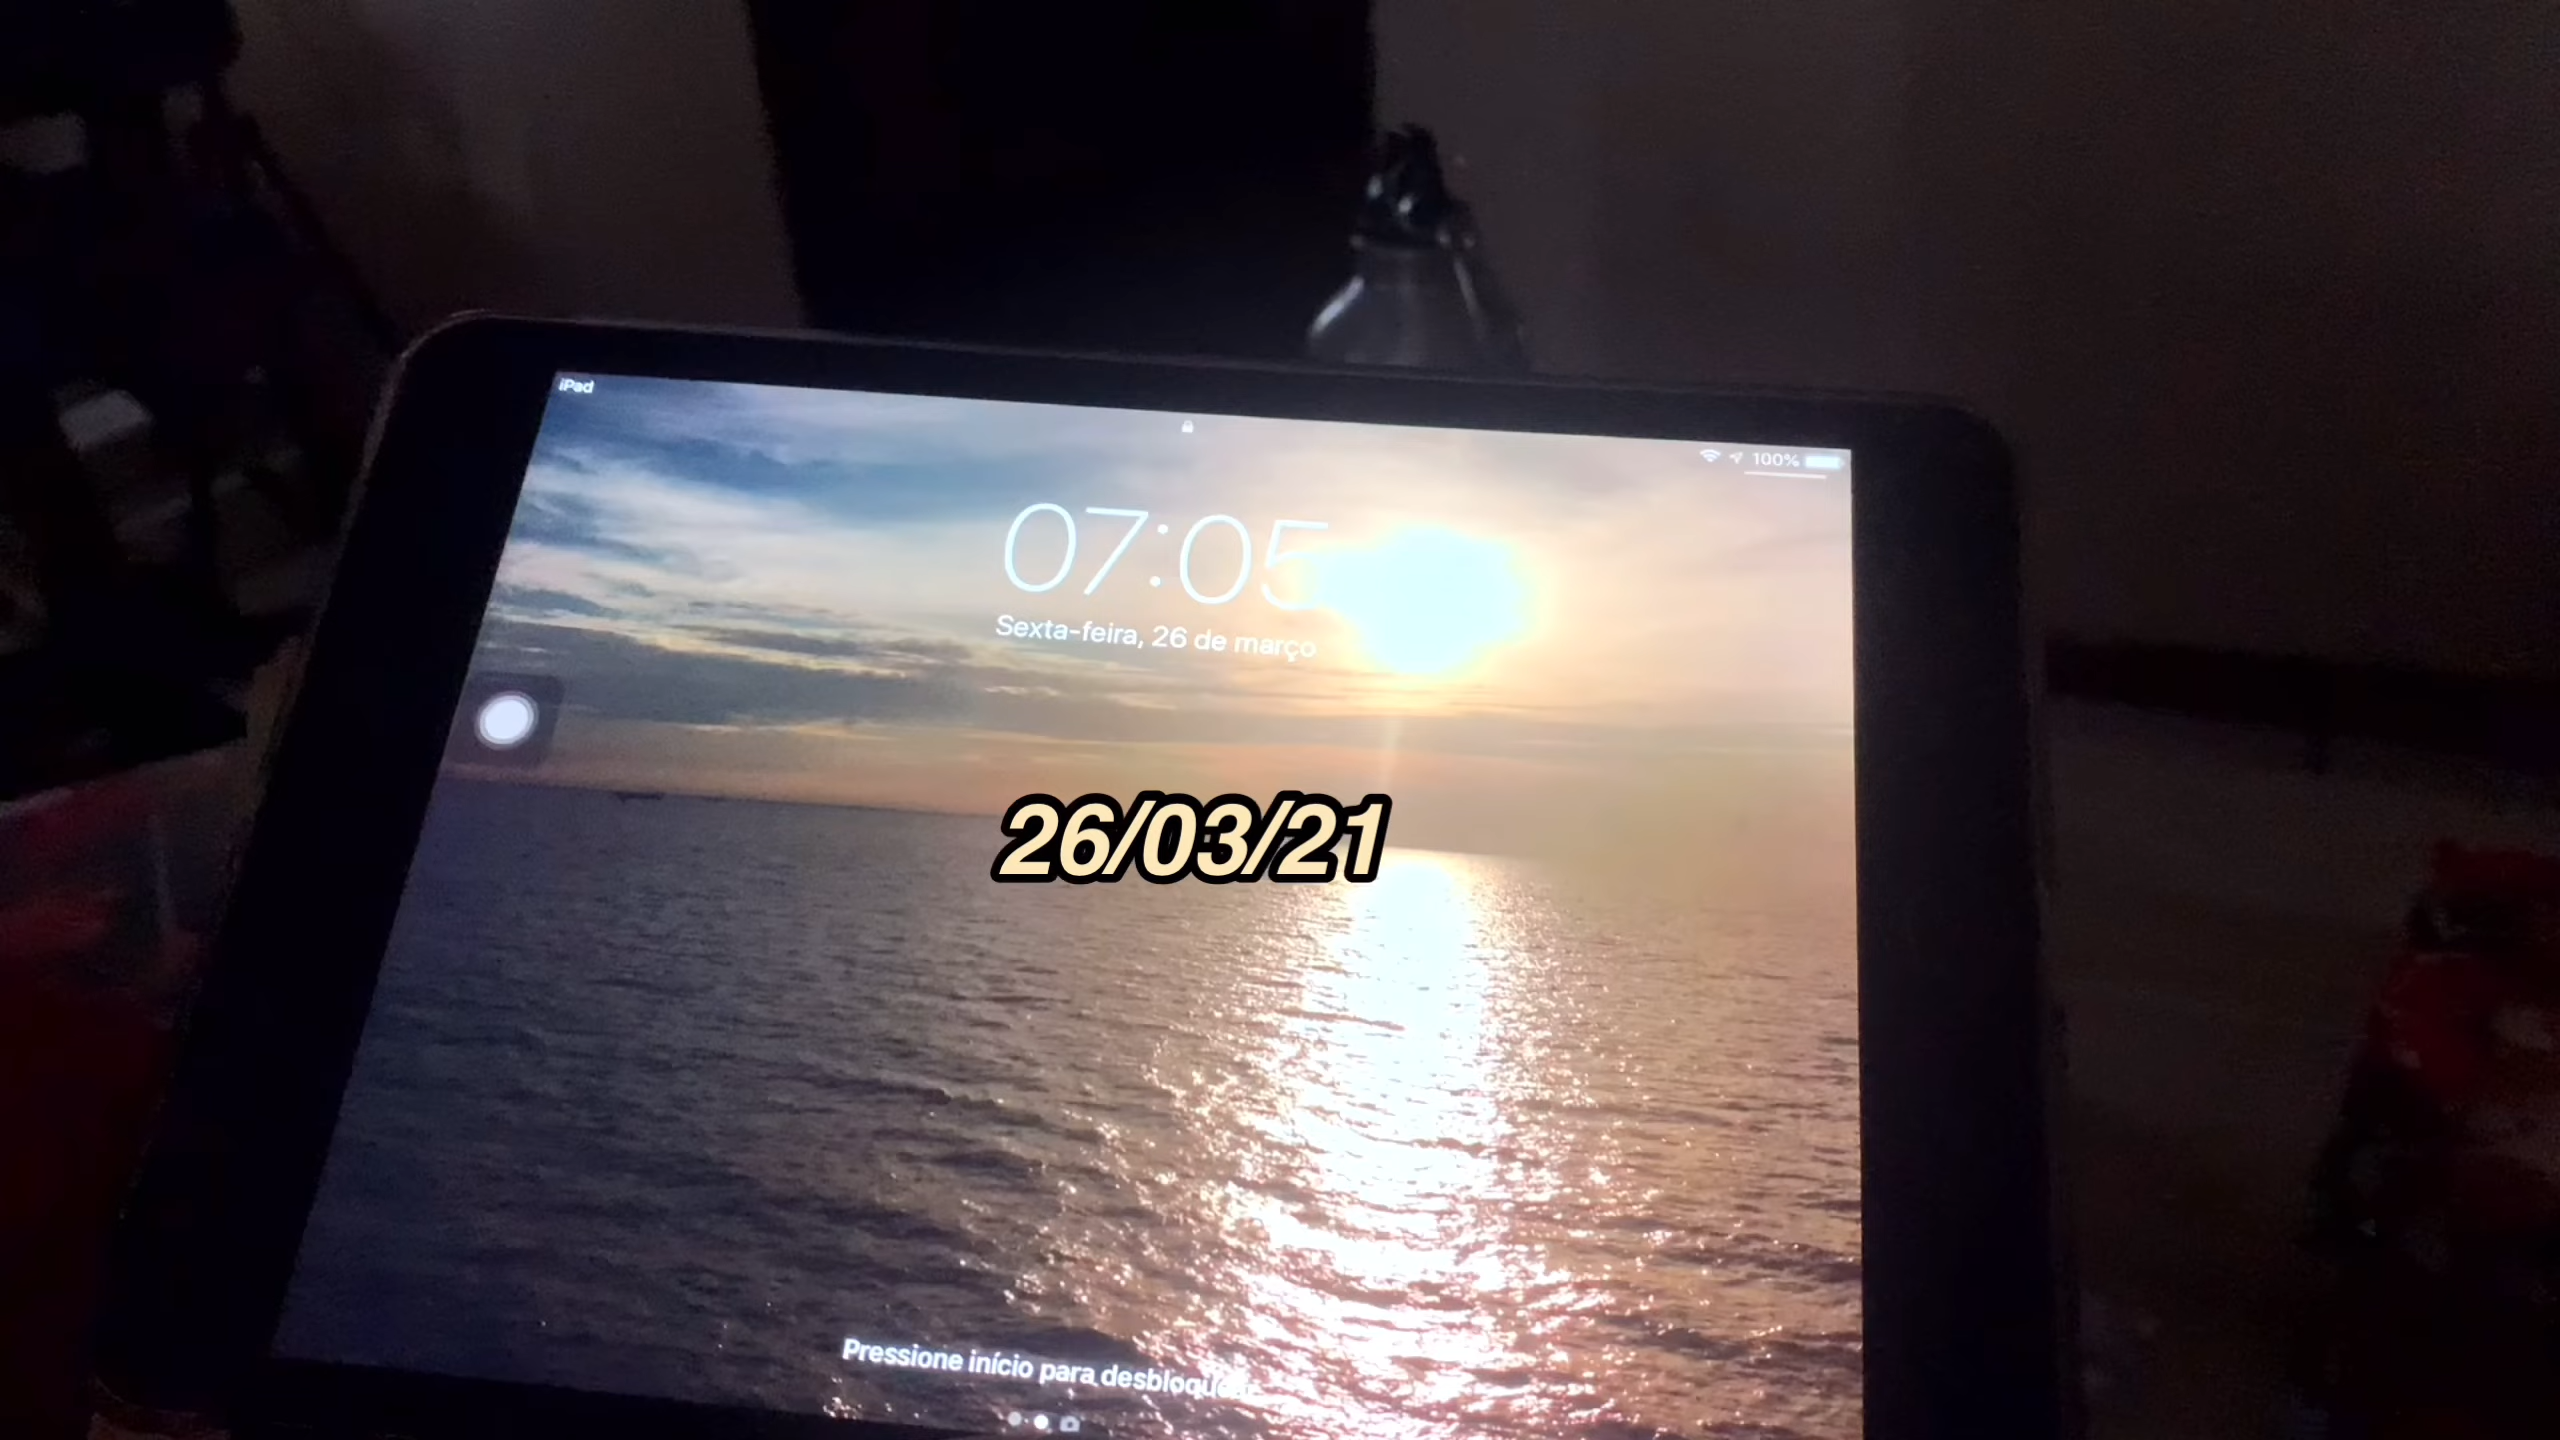 iPad
100%
07:05
Sexta-feira, 26 de março
26/03/21
Pressione início para